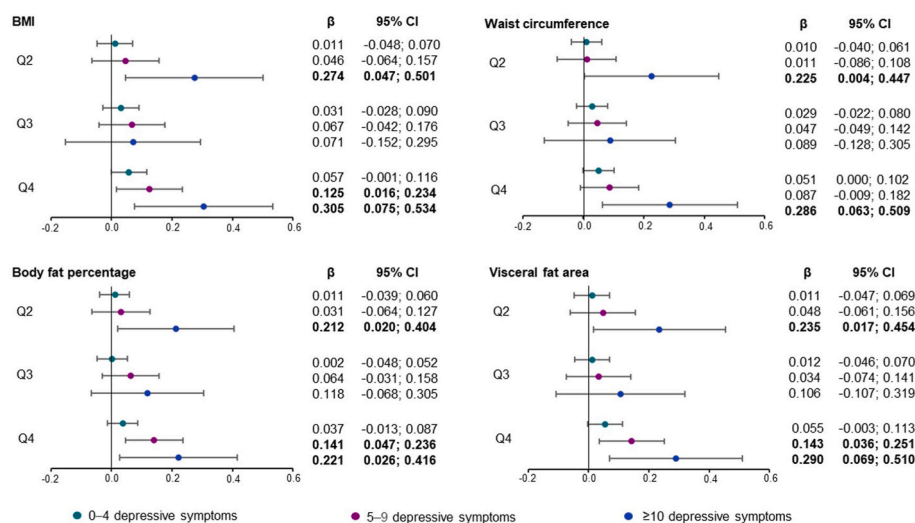 BMI
β 95% CI
Q2
0.011 -0.048; 0.070
0.046 -0.064; 0.157
0.274 0.047; 0.501
Q3
0.031 -0.028; 0.090
0.067 -0.042; 0.176
0.071 -0.152; 0.295
Q4
0.057 -0.001; 0.116
0.125 0.016; 0.234
0.305 0.075; 0.534
-0.2 0.0 0.2 0.4 0.6
Waist circumference
β 95% CI
Q2
0.010 -0.040; 0.061
0.011 -0.086; 0.108
0.225 0.004; 0.447
Q3
0.029 -0.022; 0.080
0.047 -0.049; 0.142
0.089 -0.128; 0.305
Q4
0.051 0.000; 0.102
0.087 -0.009; 0.182
0.286 0.063; 0.509
-0.2 0.0 0.2 0.4 0.6
Body fat percentage
β 95% CI
Q2
0.011 -0.039; 0.060
0.031 -0.064; 0.127
0.212 0.020; 0.404
Q3
0.002 -0.048; 0.052
0.064 -0.031; 0.158
0.118 -0.068; 0.305
Q4
0.037 -0.013; 0.087
0.141 0.047; 0.236
0.221 0.026; 0.416
-0.2 0.0 0.2 0.4 0.6
Visceral fat area
β 95% CI
Q2
0.011 -0.047; 0.069
0.048 -0.061; 0.156
0.235 0.017; 0.454
Q3
0.012 -0.046; 0.070
0.034 -0.074; 0.141
0.106 -0.107; 0.319
Q4
0.055 -0.003; 0.113
0.143 0.036; 0.251
0.290 0.069; 0.510
-0.2 0.0 0.2 0.4 0.6
0–4 depressive symptoms 5–9 depressive symptoms ≥10 depressive symptoms